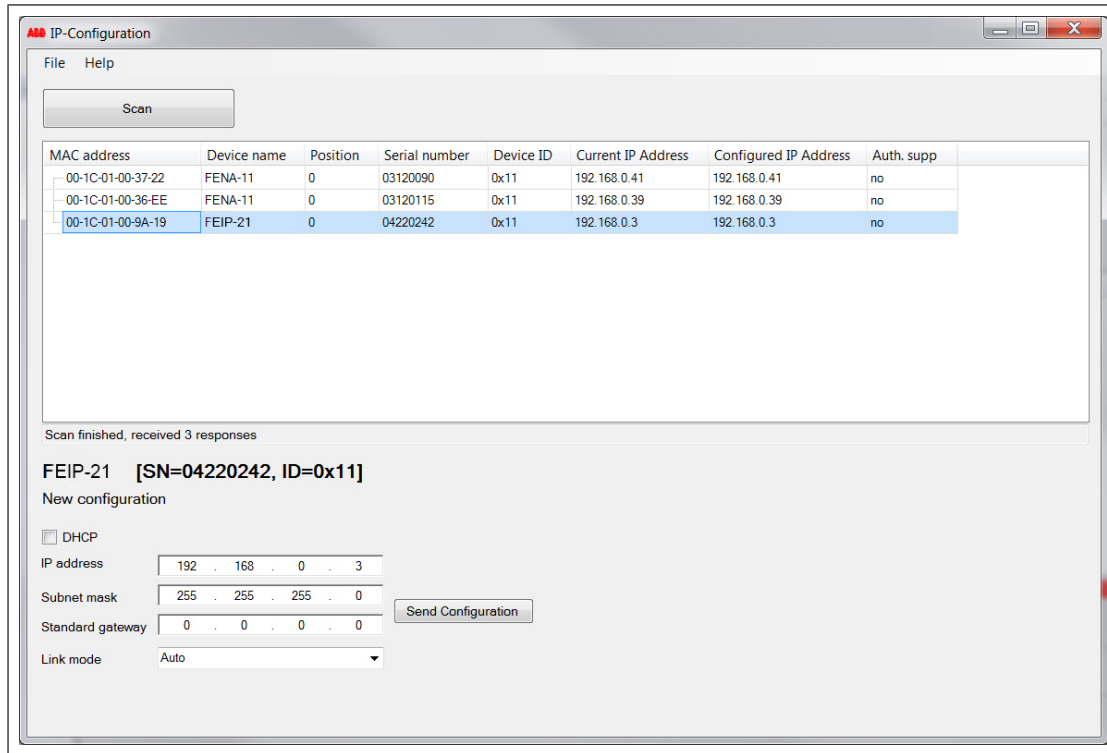 ABB IP-Configuration
File Help
Scan
MAC address Device name Position Serial number Device ID Current IP Address Configured IP Address Auth. supp
00-1C-01-00-37-22 FENA-11 0 03120090 0x11 192.168.0.41 192.168.0.41 no
00-1C-01-00-36-EE FENA-11 0 03120115 0x11 192.168.0.39 192.168.0.39 no
00-1C-01-00-9A-19 FEIP-21 0 04220242 0x11 192.168.0.3 192.168.0.3 no
Scan finished, received 3 responses
FEIP-21 [SN=04220242, ID=0x11]
New configuration
DHCP
IP address 192 . 168 . 0 . 3
Subnet mask 255 . 255 . 255 . 0
Send Configuration
Standard gateway 0 . 0 . 0 . 0
Link mode Auto